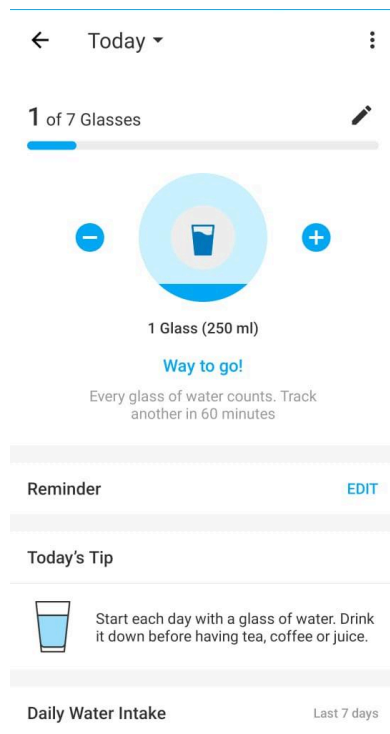 Today
1 of 7 Glasses
1 Glass (250 ml)
Way to go!
Every glass of water counts. Track
another in 60 minutes
Reminder EDIT
Today's Tip
Start each day with a glass of water. Drink
it down before having tea, coffee or juice.
Daily Water Intake Last 7 days